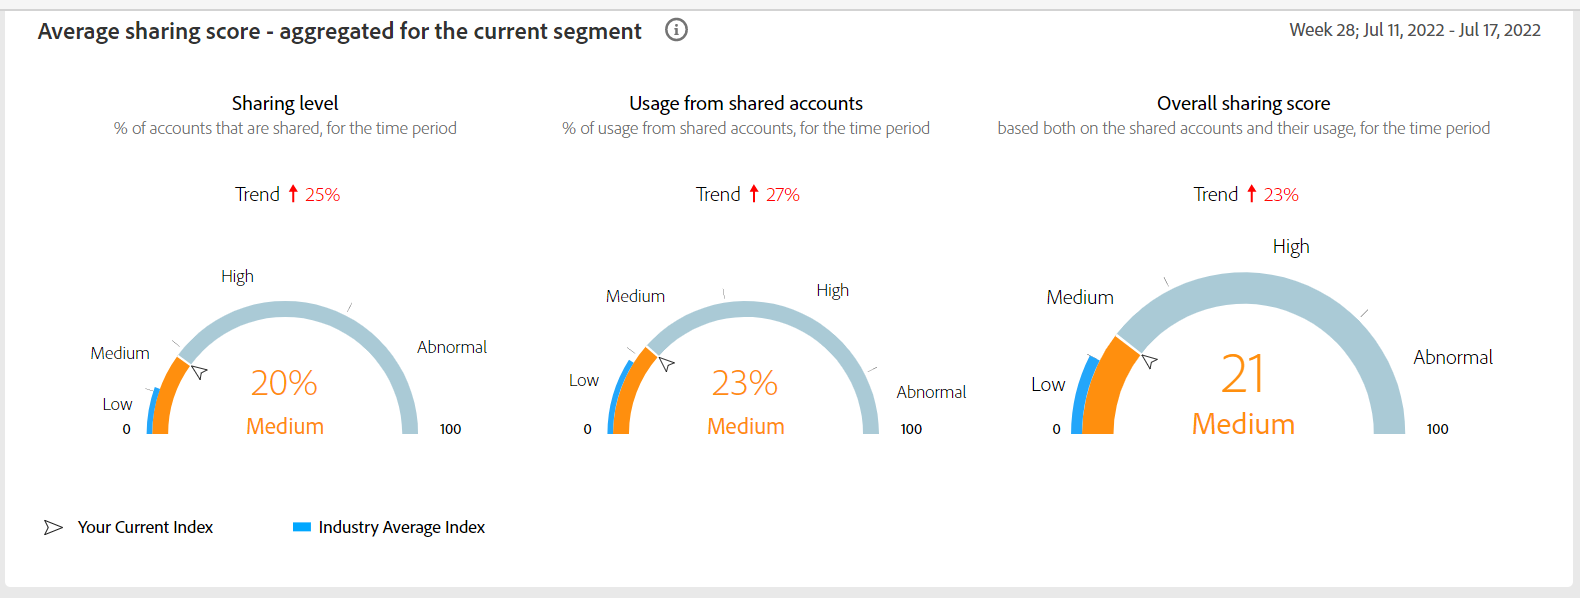 Average sharing score - aggregated for the current segment
Week 28; Jul 11, 2022 - Jul 17, 2022
Sharing level
% of accounts that are shared, for the time period
Trend 25%
High
Medium
Abnormal
Low
20%
Medium
0
100
Usage from shared accounts
% of usage from shared accounts, for the time period
Trend 27%
Medium
High
Low
Abnormal
23%
Medium
0
100
Overall sharing score
based both on the shared accounts and their usage, for the time period
Trend 23%
High
Medium
Abnormal
Low
21
Medium
0
100
Your Current Index
Industry Average Index